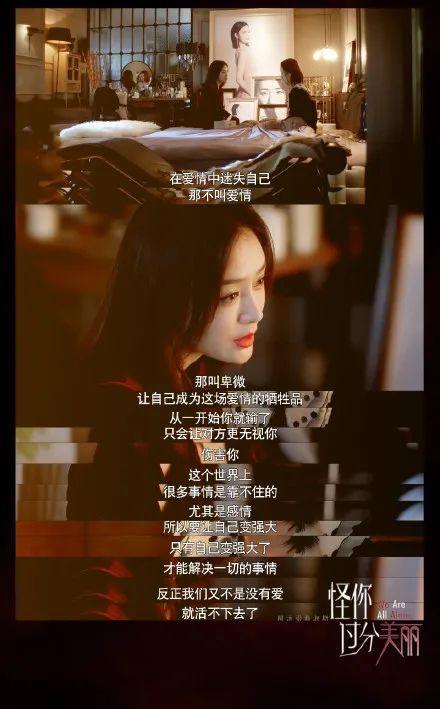 在爱情中迷失自己
那不叫爱情
那叫卑微
让自己成为这场爱情的牺牲品
从一开始你就输了
只会让对方更无视你
伤害你
这个世界上
很多事情是靠不住的
尤其是感情
所以要让自己变强大
只有自己变强大了
才能解决一切的事情
反正我们又不是没有爱
就活不下去了
怪你
We Are
All Alone
过分美丽